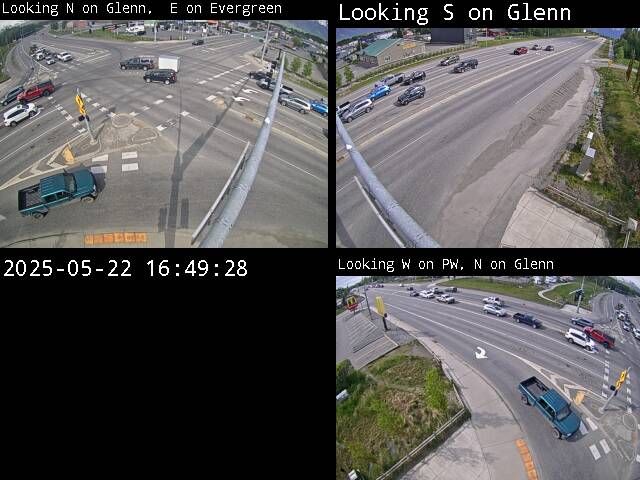 Looking N on Glenn,  E on Evergreen
Looking S on Glenn
2025-05-22 16:49:28
Looking W on PW, N on Glenn